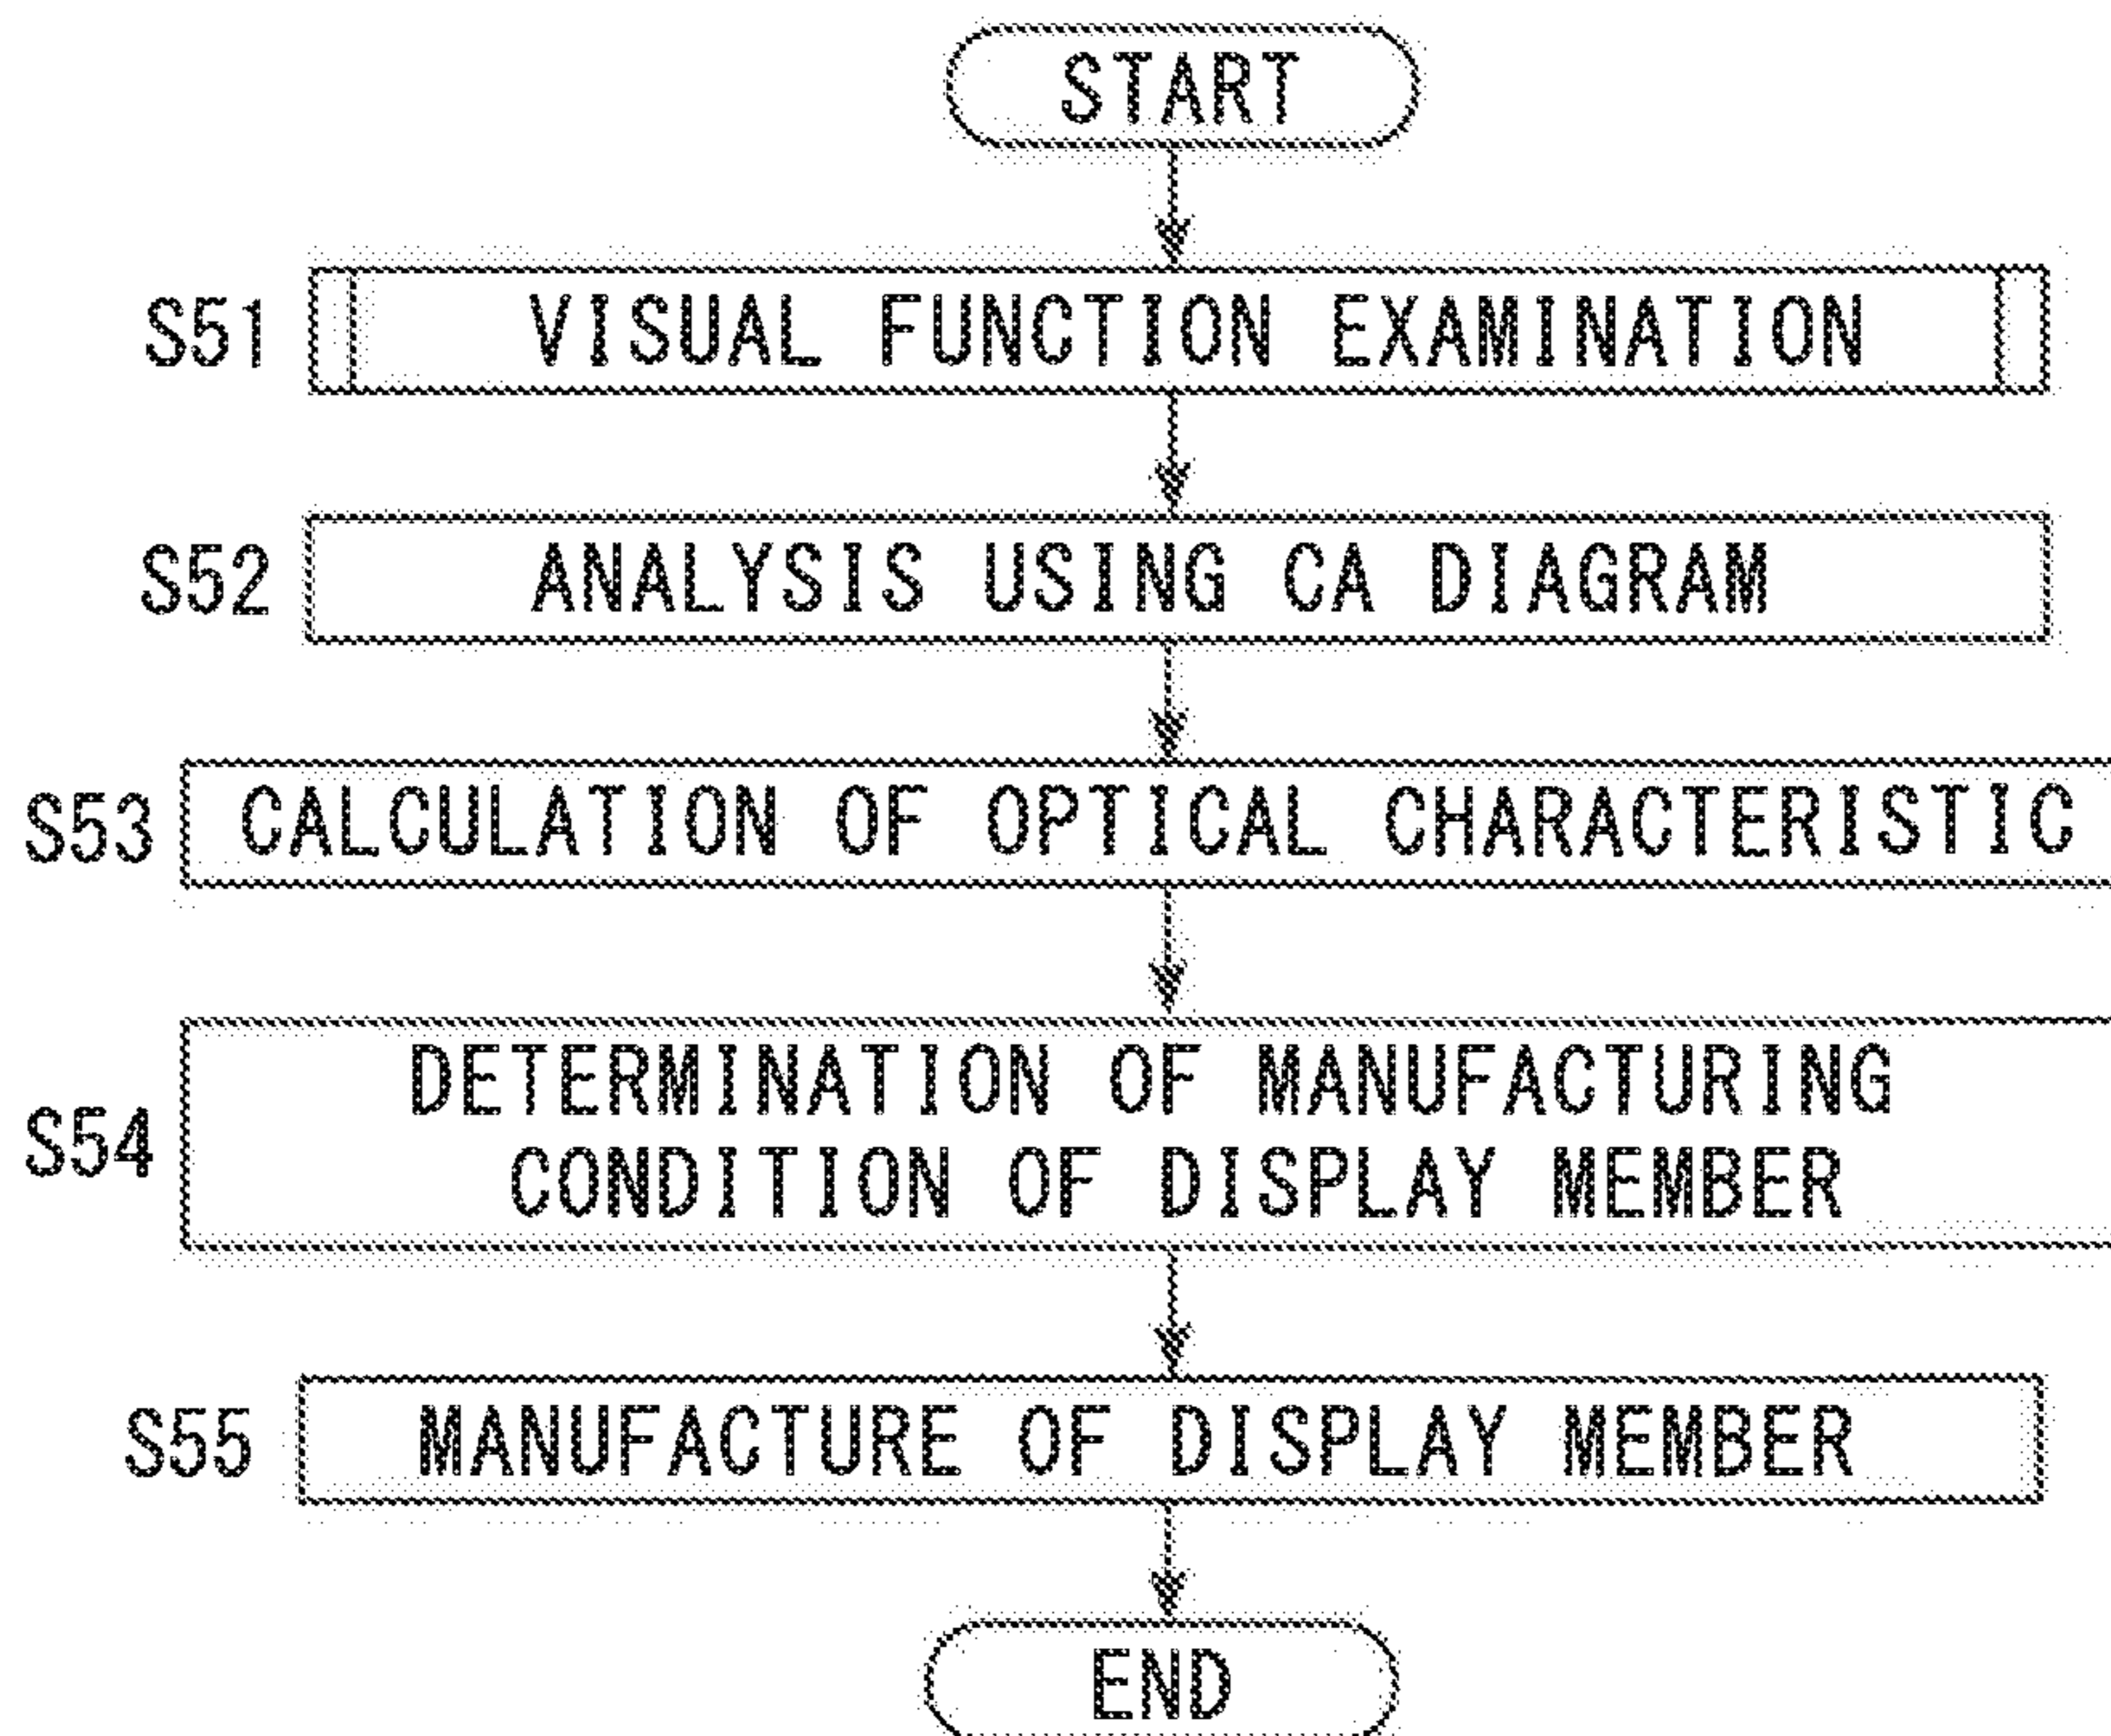 START
S51 VISUAL FUNCTION EXAMINATION
S52 ANALYSIS USING CA DIAGRAM
S53 CALCULATION OF OPTICAL CHARACTERISTIC
S54 DETERMINATION OF MANUFACTURING
CONDITION OF DISPLAY MEMBER
S55 MANUFACTURE OF DISPLAY MEMBER
END